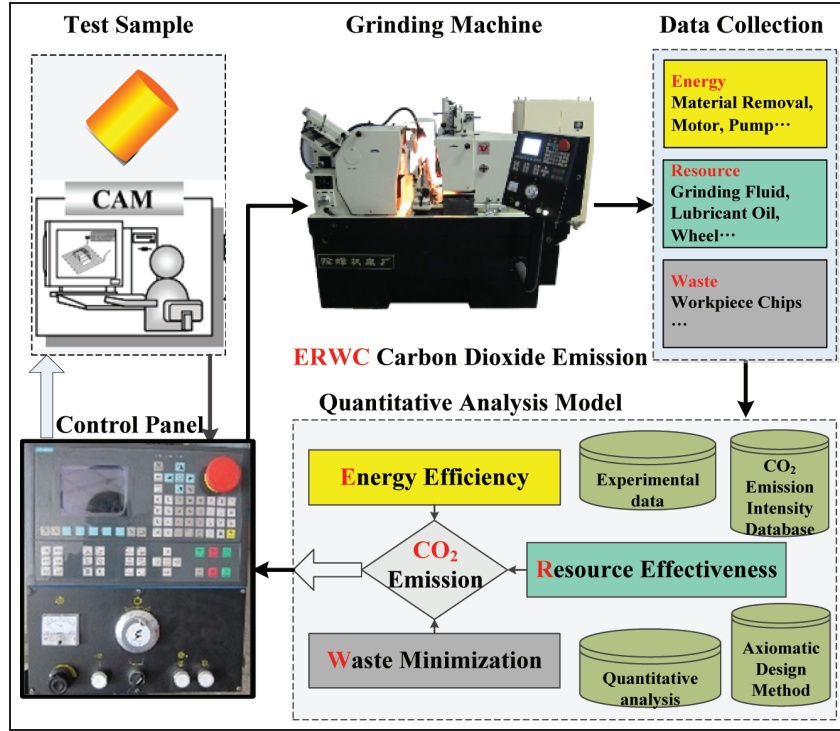 Test Sample
Grinding Machine
Data Collection
CAM
Energy
Material Removal,
Motor, Pump…
Resource
Grinding Fluid,
Lubricant Oil,
Wheel…
Waste
Workpiece Chips
…
ERWC Carbon Dioxide Emission
Quantitative Analysis Model
Control Panel
Energy Efficiency
CO₂
Emission
Resource Effectiveness
Waste Minimization
Experimental
data
CO₂
Emission
Intensity
Database
Quantitative
analysis
Axiomatic
Design
Method